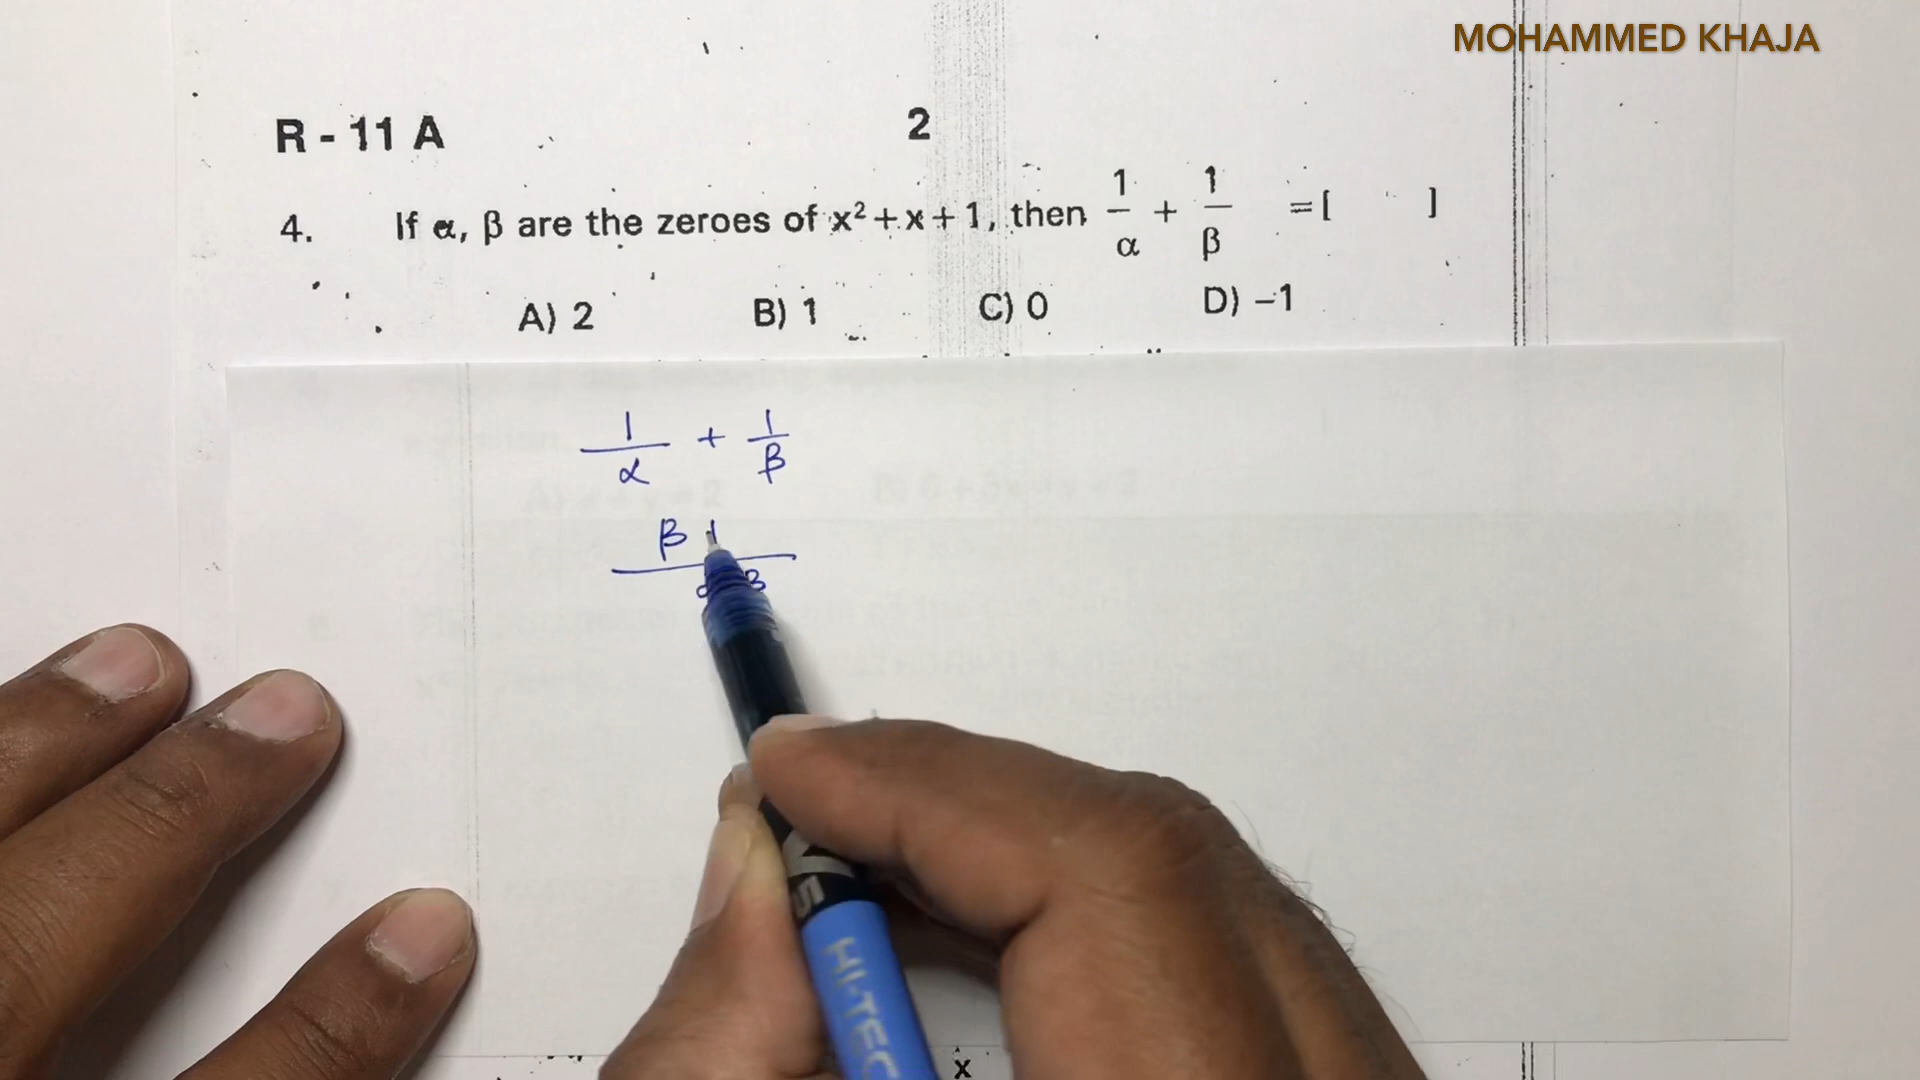 MOHAMMED KHAJA
R - 11 A 2
4. If α, β are the zeroes of x² + x + 1, then 1/α + 1/β = [ ]
A) 2 B) 1 C) 0 D) –1
1/α + 1/β
β
β
HI-TEC
x